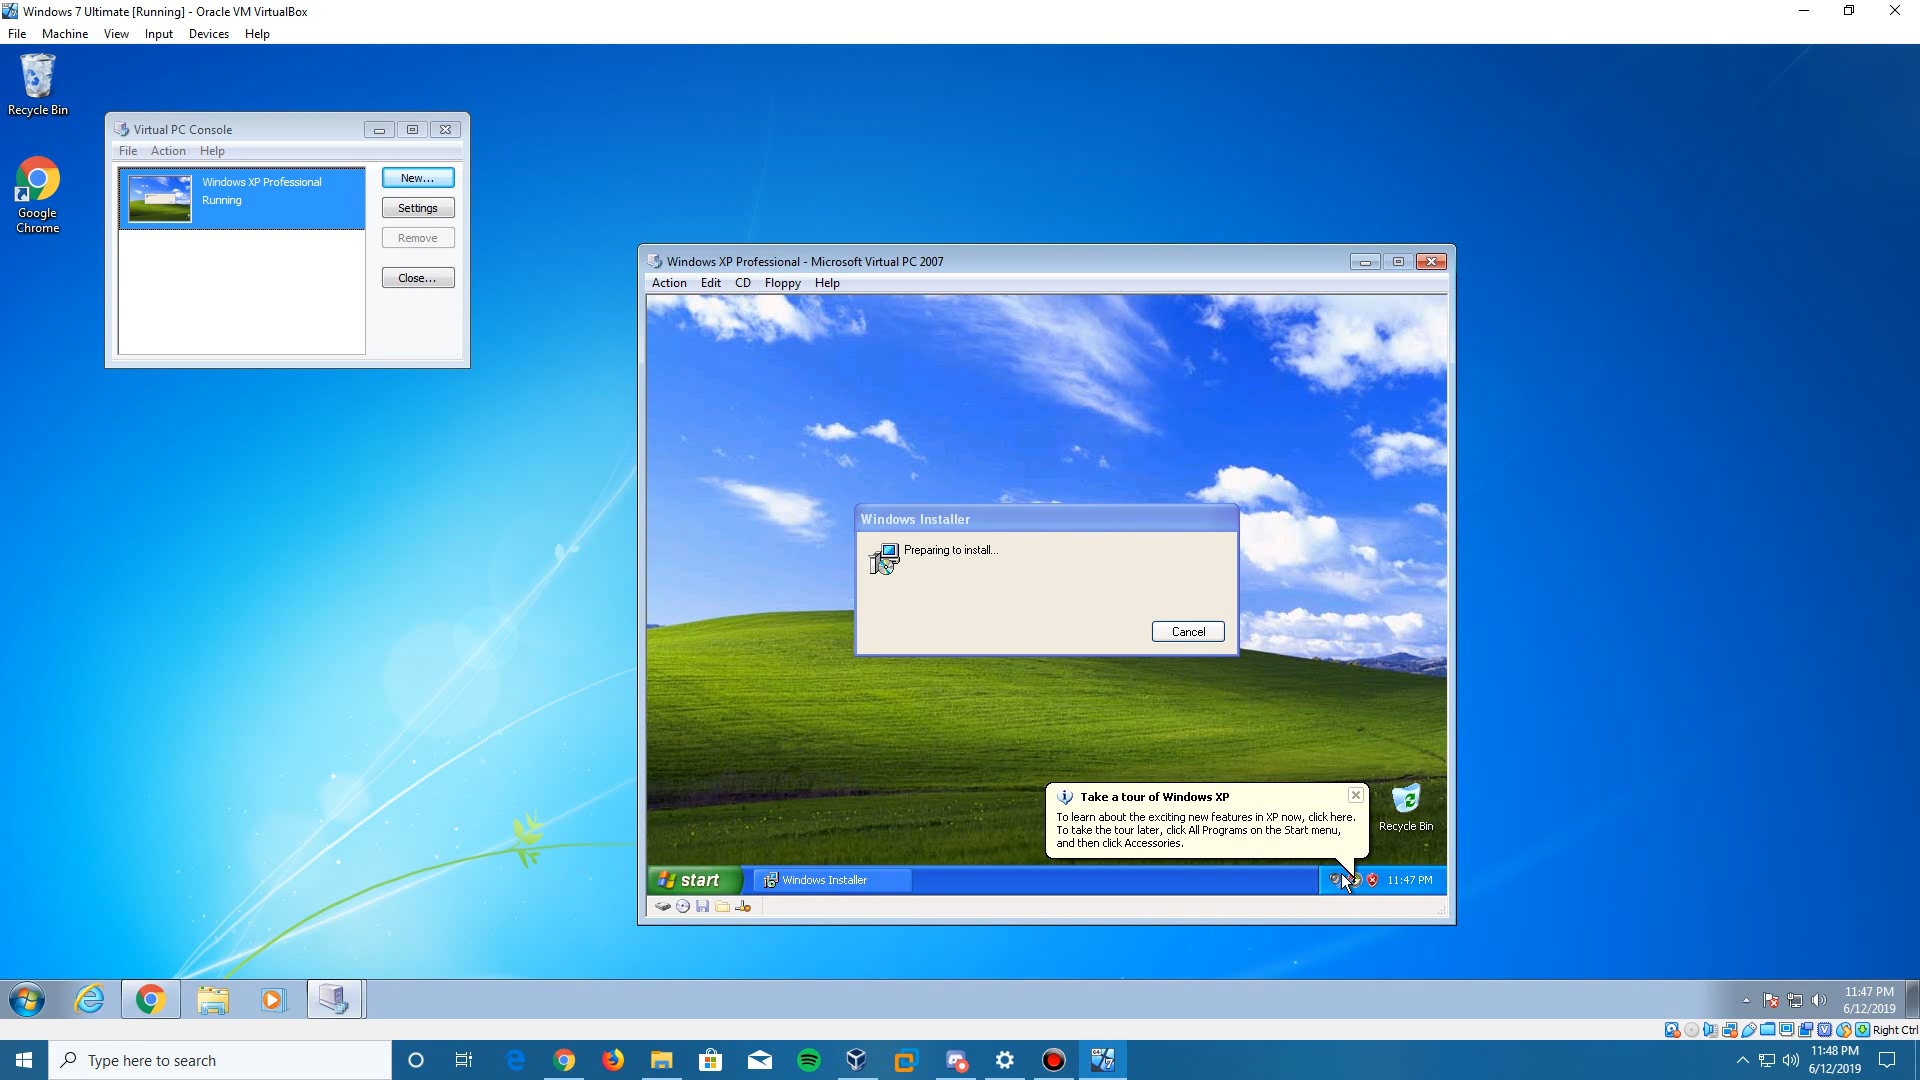 Windows 7 Ultimate [Running] - Oracle VM VirtualBox
File Machine View Input Devices Help
Recycle Bin
Google
Chrome
Virtual PC Console
File Action Help
Windows XP Professional
Running
New...
Settings
Remove
Close...
Windows XP Professional - Microsoft Virtual PC 2007
Action Edit CD Floppy Help
Windows Installer
Preparing to install...
Cancel
Take a tour of Windows XP
To learn about the exciting new features in XP now, click here.
To take the tour later, click All Programs on the Start menu,
and then click Accessories.
Recycle Bin
start
Windows Installer
11:47 PM
11:47 PM
6/12/2019
Right Ctrl
Type here to search
11:48 PM
6/12/2019